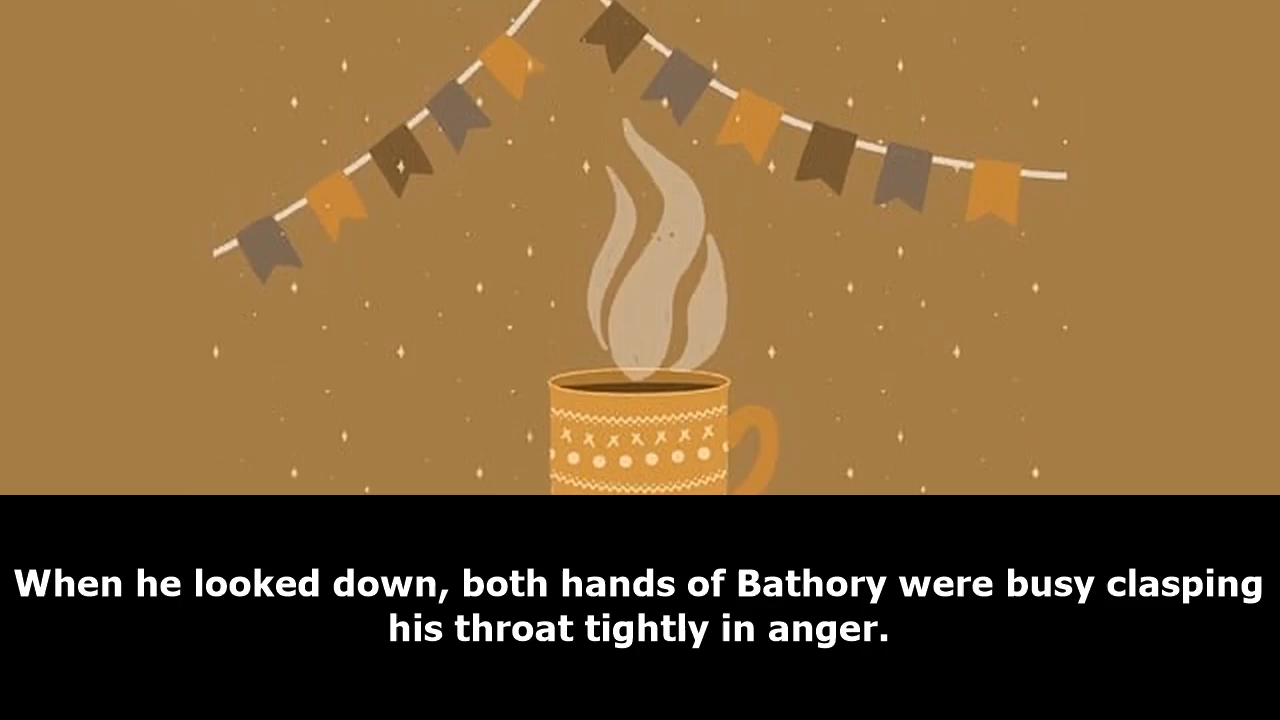 When he looked down, both hands of Bathory were busy clasping
his throat tightly in anger.